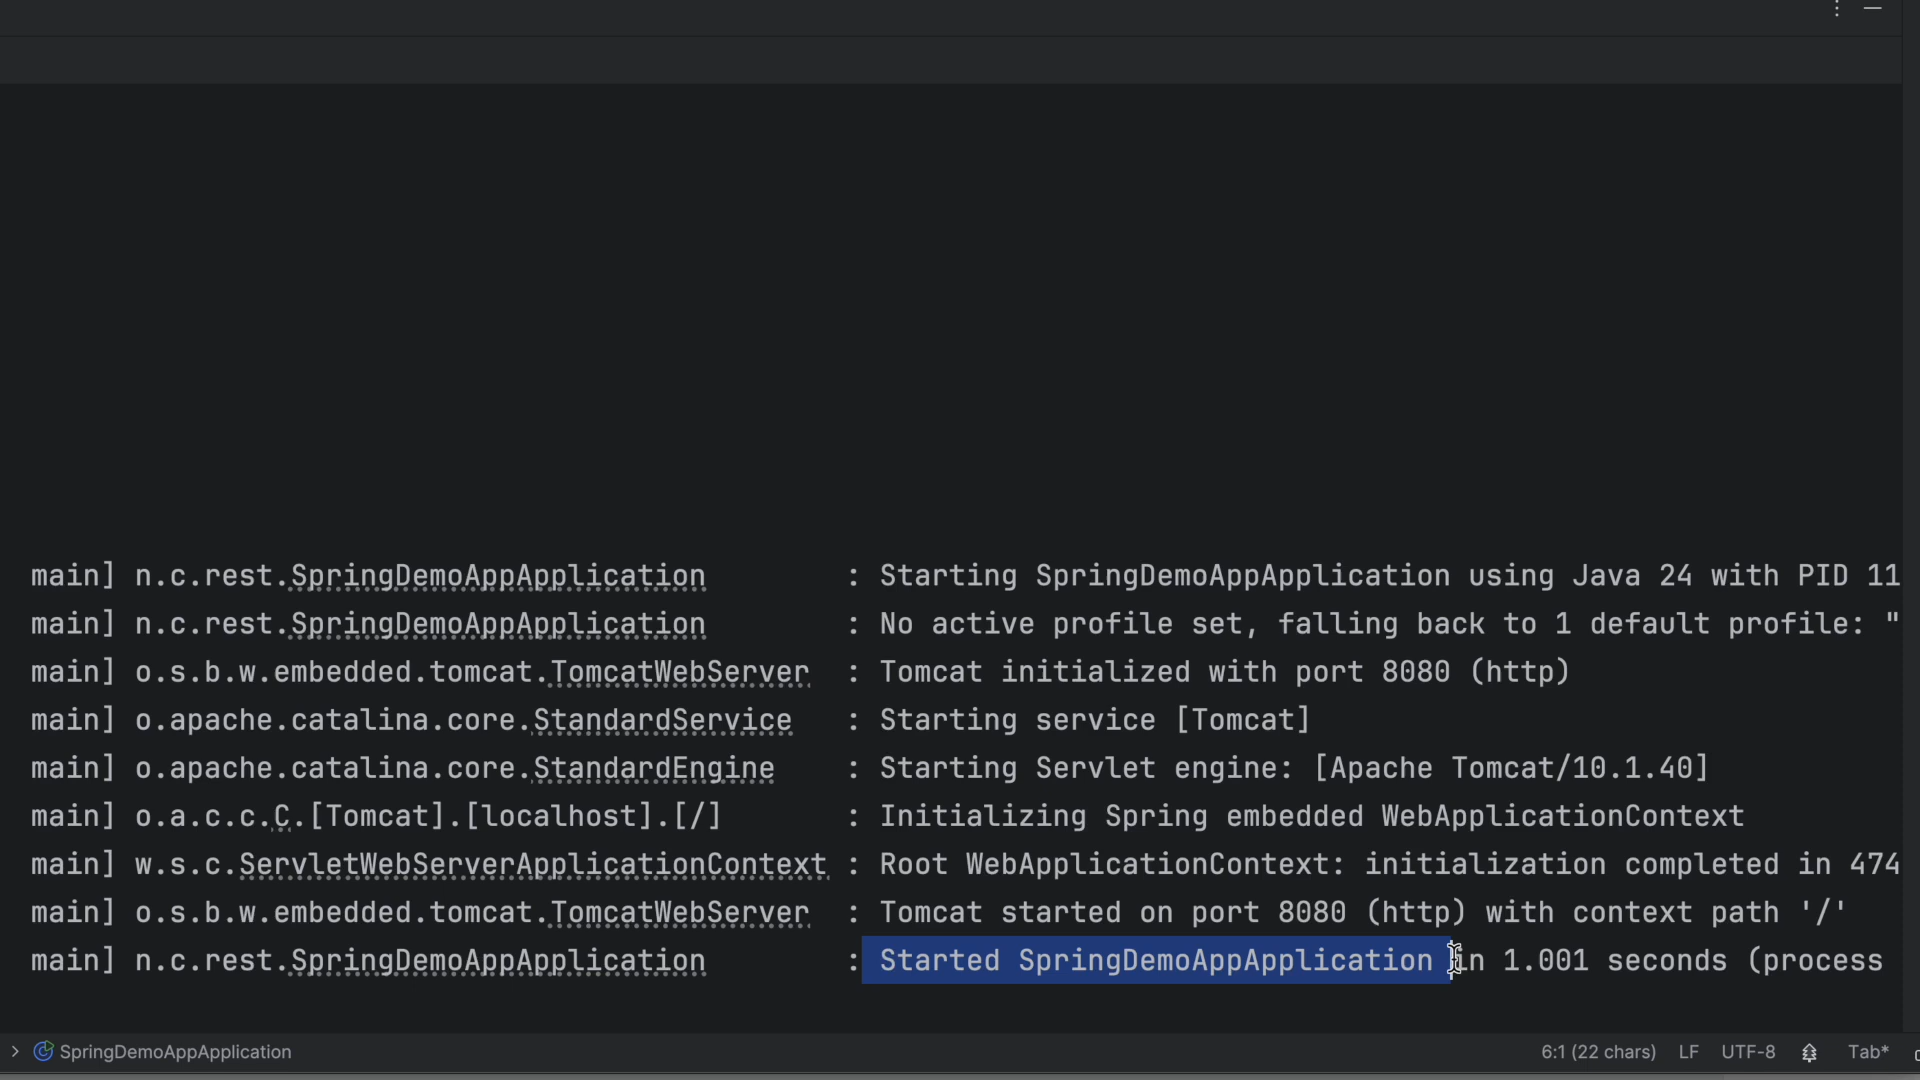 main] n.c.rest.SpringDemoAppApplication : Starting SpringDemoAppApplication using Java 24 with PID 11
main] n.c.rest.SpringDemoAppApplication : No active profile set, falling back to 1 default profile: "
main] o.s.b.w.embedded.tomcat.TomcatWebServer : Tomcat initialized with port 8080 (http)
main] o.apache.catalina.core.StandardService : Starting service [Tomcat]
main] o.apache.catalina.core.StandardEngine : Starting Servlet engine: [Apache Tomcat/10.1.40]
main] o.a.c.c.C.[Tomcat].[localhost].[/] : Initializing Spring embedded WebApplicationContext
main] w.s.c.ServletWebServerApplicationContext : Root WebApplicationContext: initialization completed in 474
main] o.s.b.w.embedded.tomcat.TomcatWebServer : Tomcat started on port 8080 (http) with context path '/'
main] n.c.rest.SpringDemoAppApplication : Started SpringDemoAppApplication in 1.001 seconds (process
SpringDemoAppApplication 6:1 (22 chars) LF UTF-8 Tab*